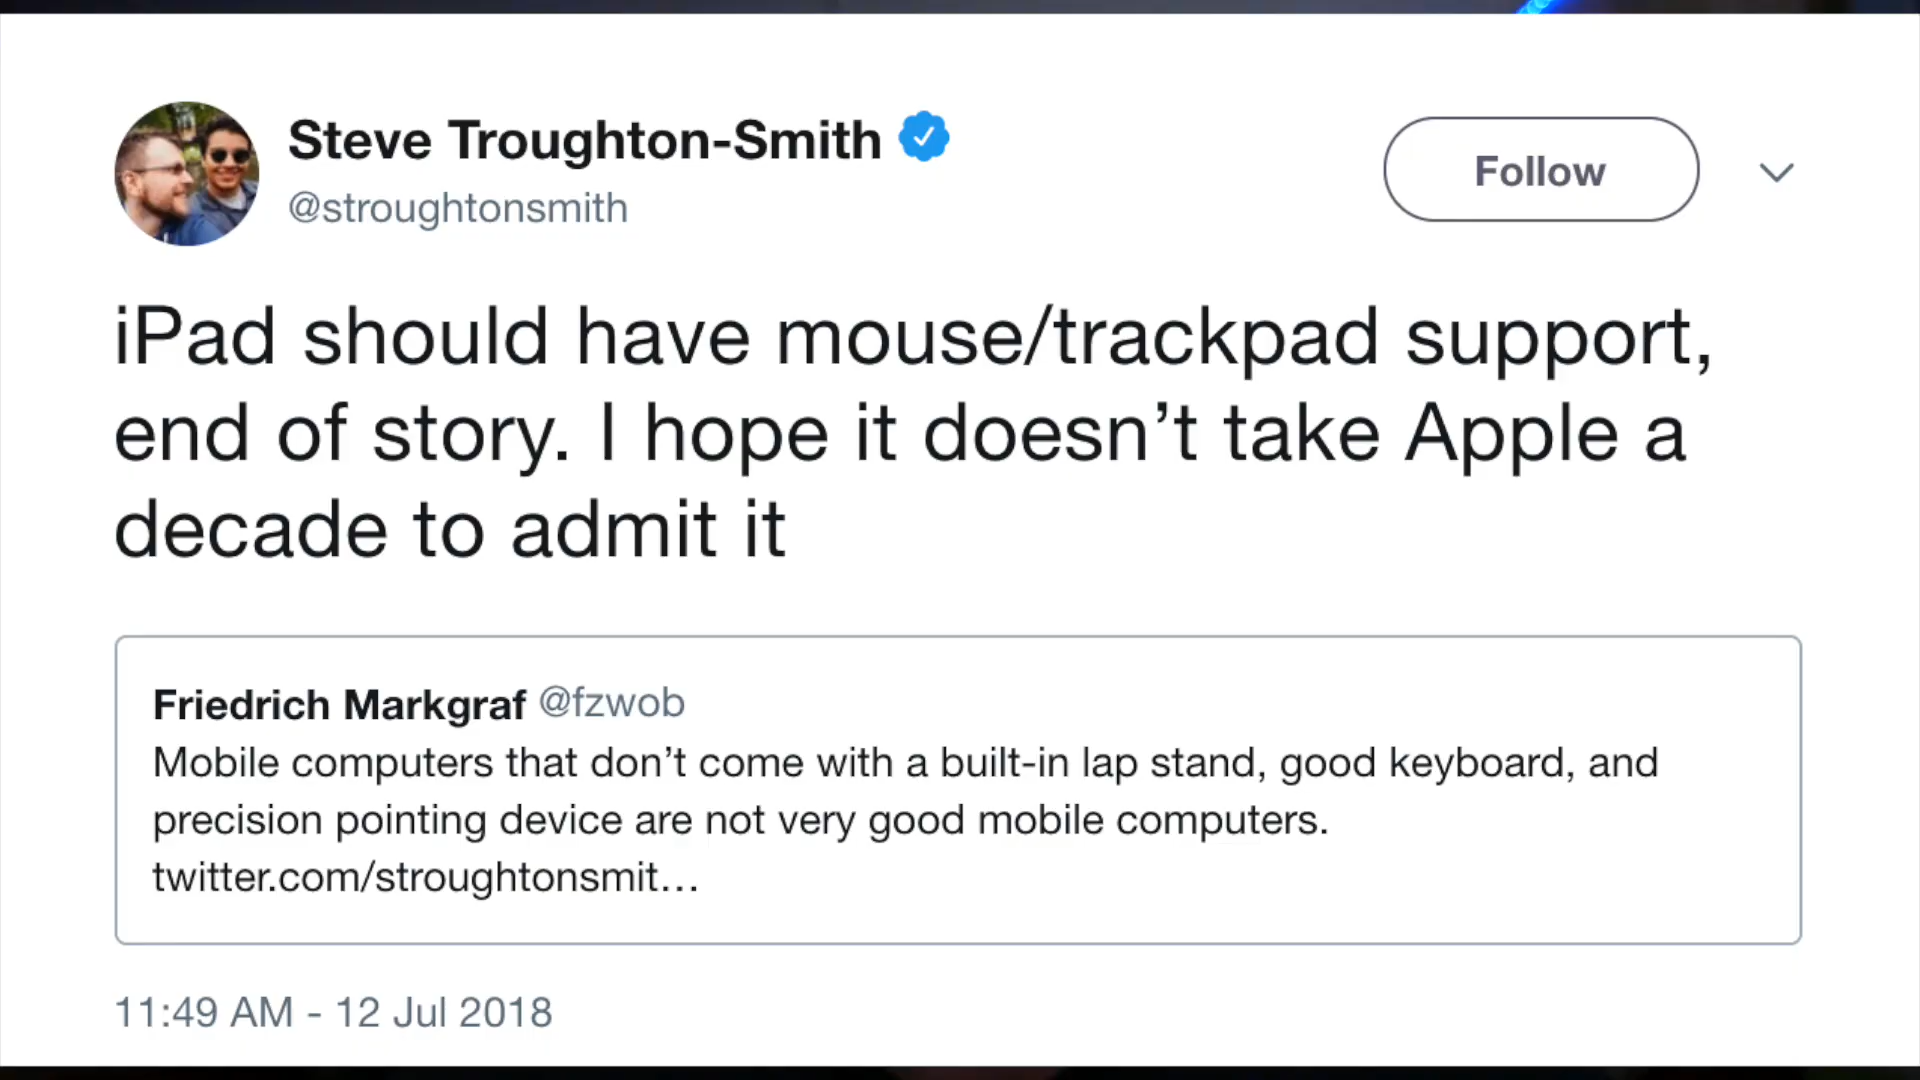 Steve Troughton-Smith
@stroughtonsmith
Follow
iPad should have mouse/trackpad support,
end of story. I hope it doesn’t take Apple a
decade to admit it
Friedrich Markgraf @fzwob
Mobile computers that don’t come with a built-in lap stand, good keyboard, and
precision pointing device are not very good mobile computers.
twitter.com/stroughtonsmit…
11:49 AM - 12 Jul 2018